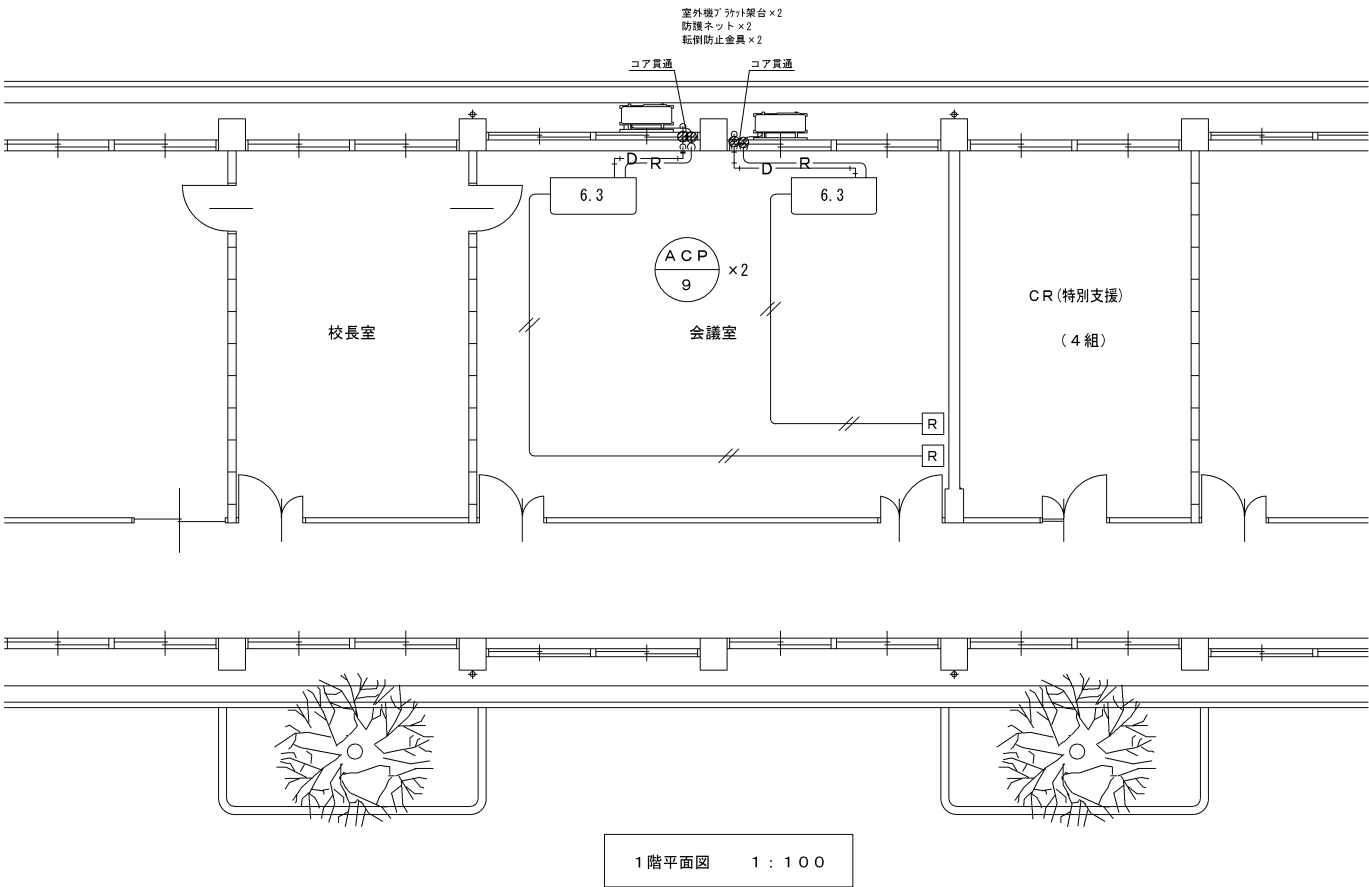 室外機ﾌﾞﾗｹｯﾄ架台×2
防護ネット×2
転倒防止金具×2
コア貫通 コア貫通
D R D R
6.3 6.3
ACP
9
×2
CR(特別支援)
校長室 会議室
(4組)
R
R
1階平面図 1:100